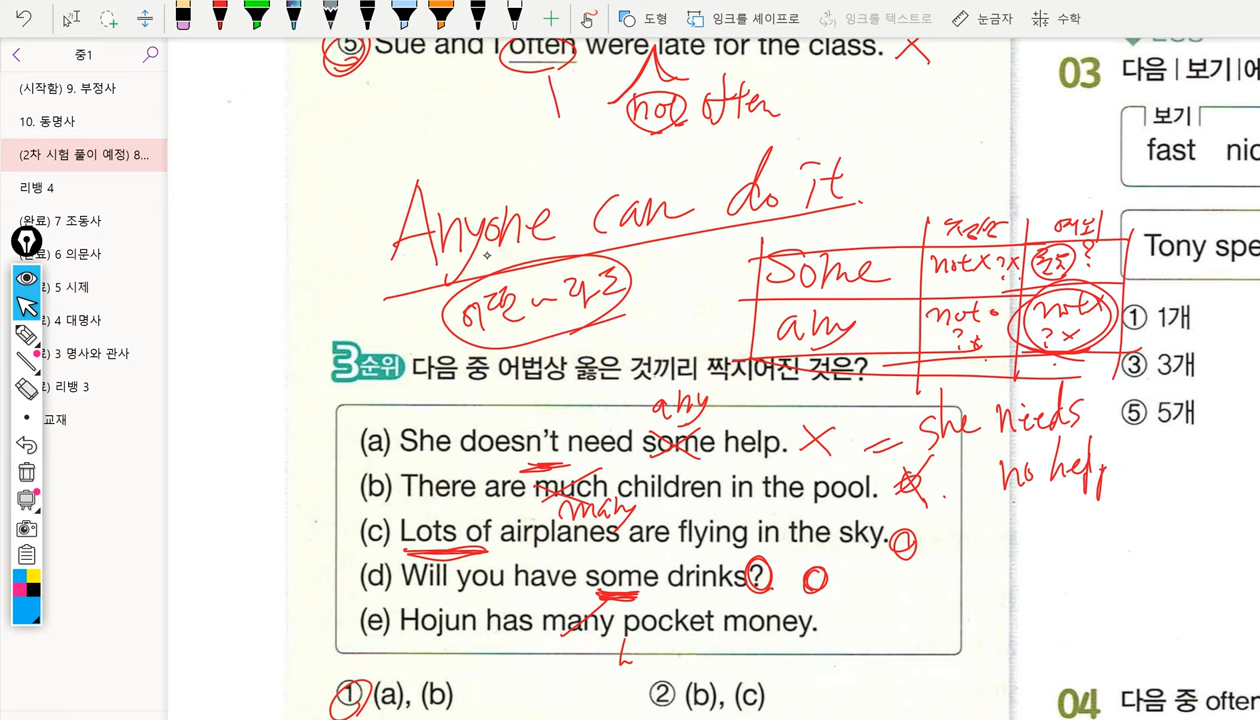 도형
잉크를 셰이프로
잉크를 텍스트로
눈금자
수학
중1
(시작함) 9. 부정사
10. 동명사
(2차 시험 풀이 예정) 8...
리뱅 4
(완료) 7 조동사
료) 6 의문사
료) 5 시제
료) 4 대명사
료) 3 명사와 관사
료) 리뱅 3
교재
⑤ Sue and I often were late for the class. X
not often
Anyone can do it.
some not X ? X ?
any not ? not X ? X
3순위 다음 중 어법상 옳은 것끼리 짝지어진 것은?
any
(a) She doesn't need some help. X = She needs
no help
(b) There are much children in the pool.
many
(c) Lots of airplanes are flying in the sky.
(d) Will you have some drinks?
(e) Hojun has many pocket money.
① (a), (b)
② (b), (c)
03 다음 | 보기 |에
보기
fast nic
Tony spe
① 1개
③ 3개
⑤ 5개
04 다음 중 often